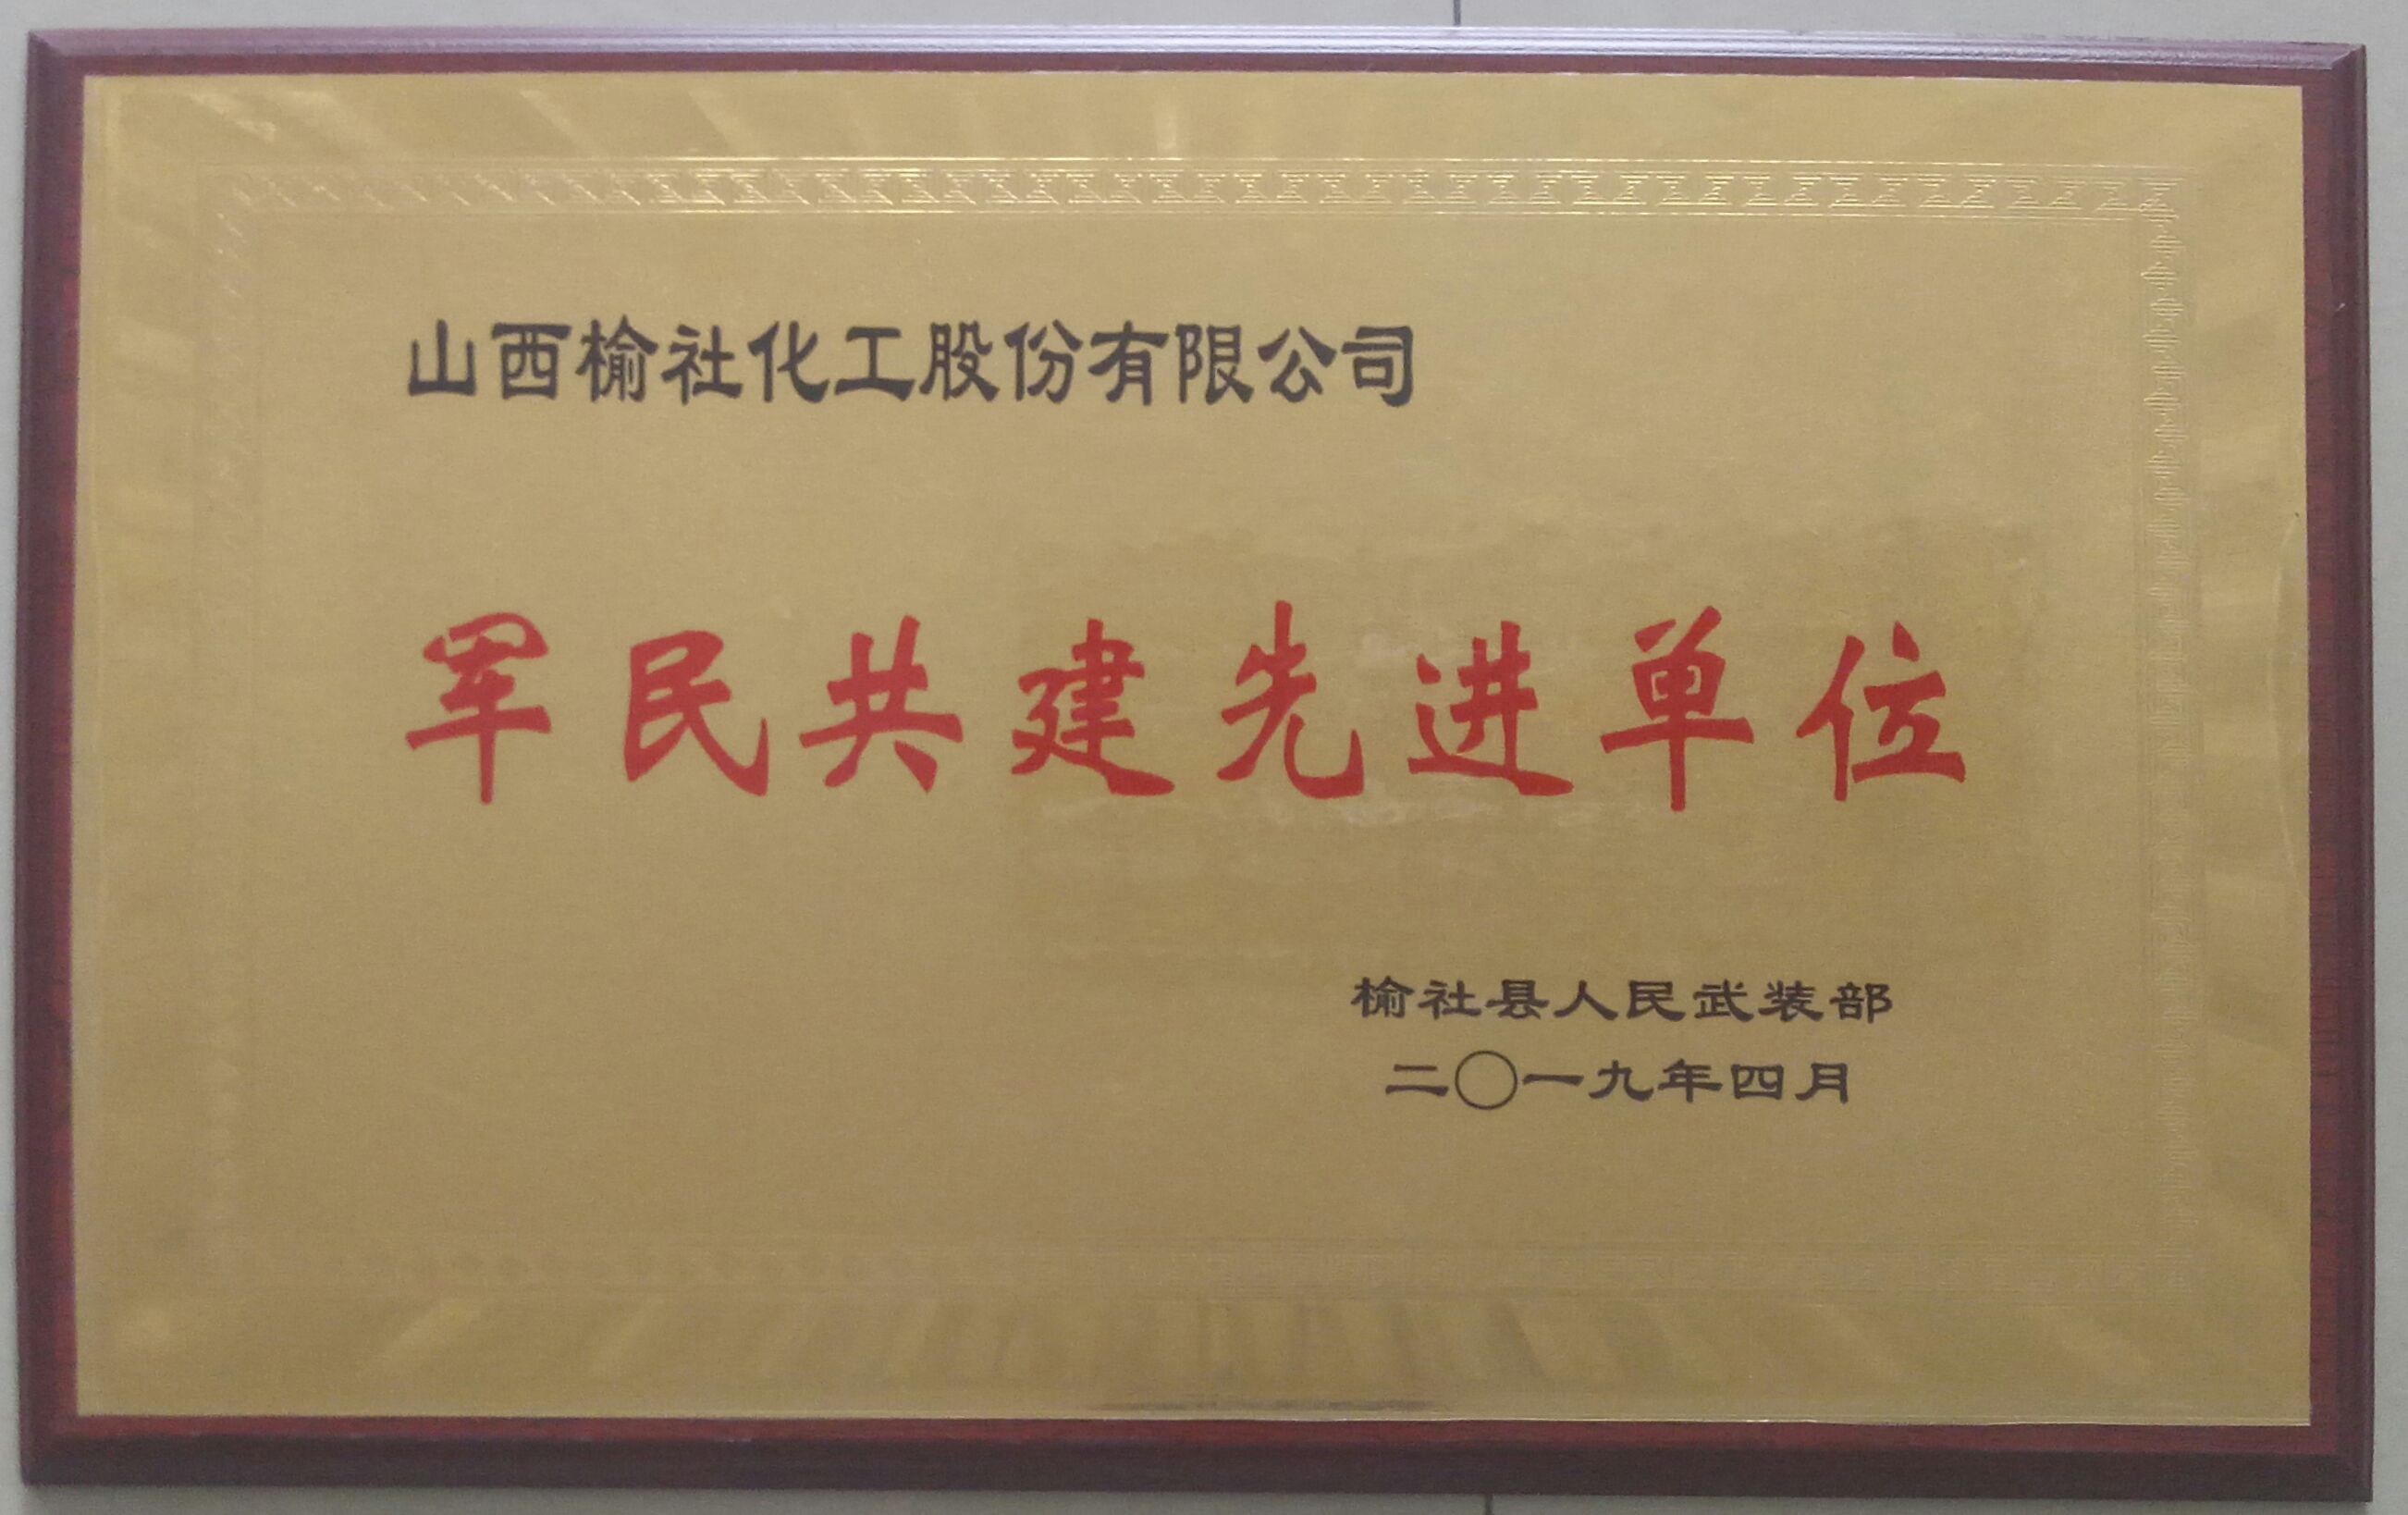 山西榆社化工股份有限公司
军民共建先进单位
榆社县人民武装部
二〇一九年四月